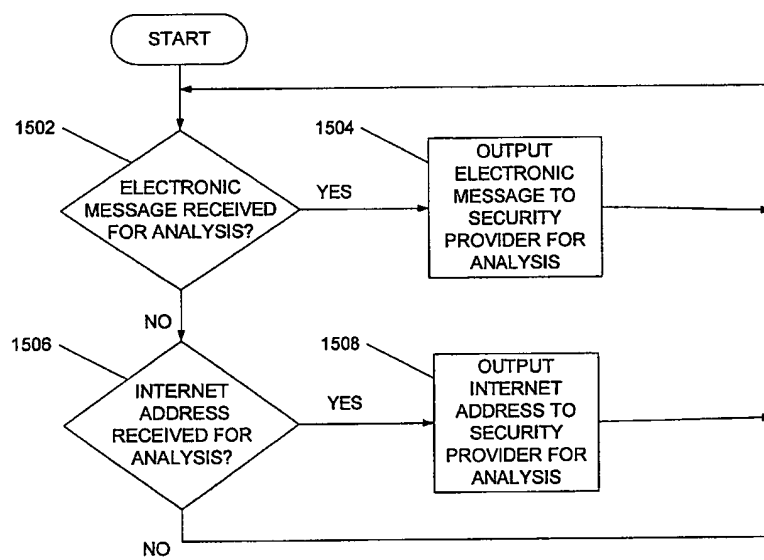 START
1502
ELECTRONIC
MESSAGE RECEIVED
FOR ANALYSIS?
YES
1504
OUTPUT
ELECTRONIC
MESSAGE TO
SECURITY
PROVIDER FOR
ANALYSIS
NO
1506
INTERNET
ADDRESS
RECEIVED FOR
ANALYSIS?
YES
1508
OUTPUT
INTERNET
ADDRESS TO
SECURITY
PROVIDER FOR
ANALYSIS
NO